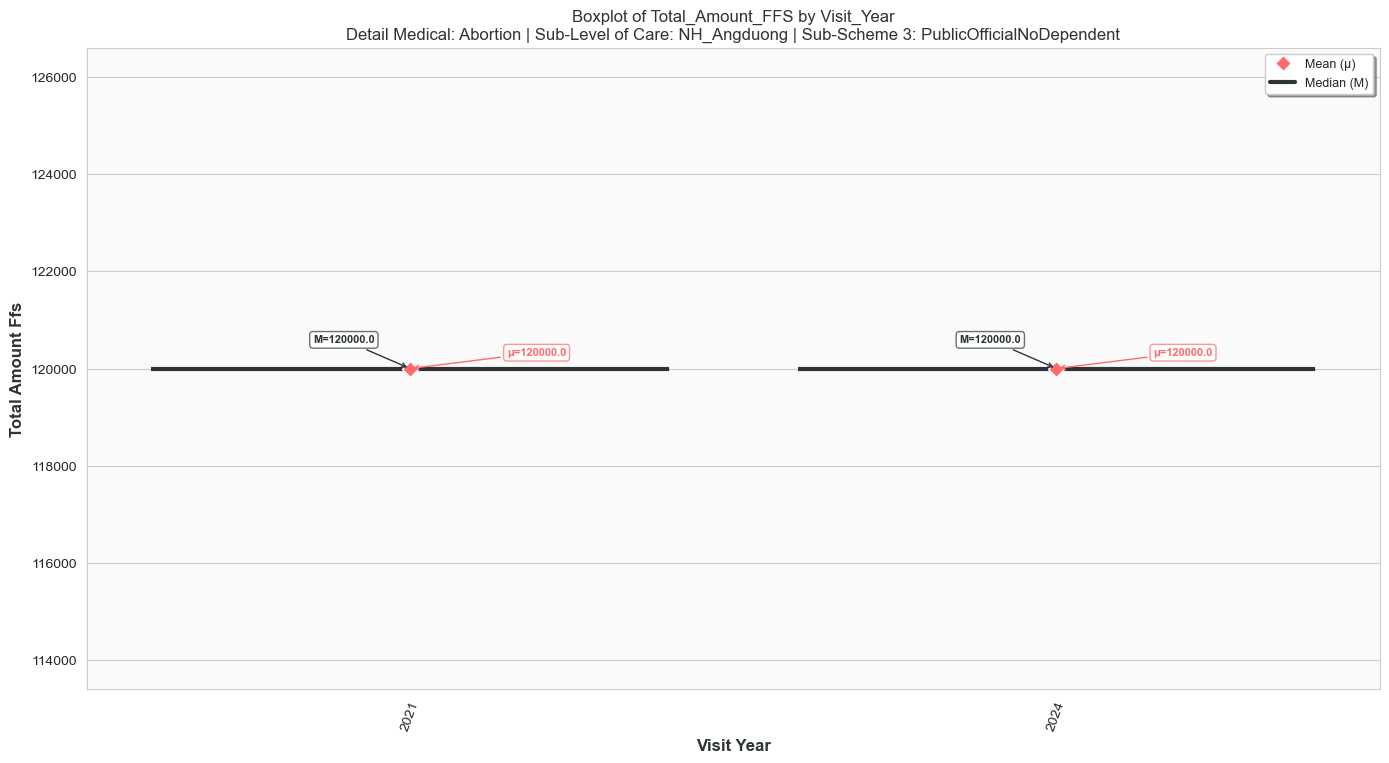 Boxplot of Total_Amount_FFS by Visit_Year
Detail Medical: Abortion | Sub-Level of Care: NH_Angduong | Sub-Scheme 3: PublicOfficialNoDependent
Mean (μ)
Median (M)
126000
124000
122000
120000
118000
116000
114000
Total Amount Ffs
M=120000.0
μ=120000.0
M=120000.0
μ=120000.0
2021
2024
Visit Year